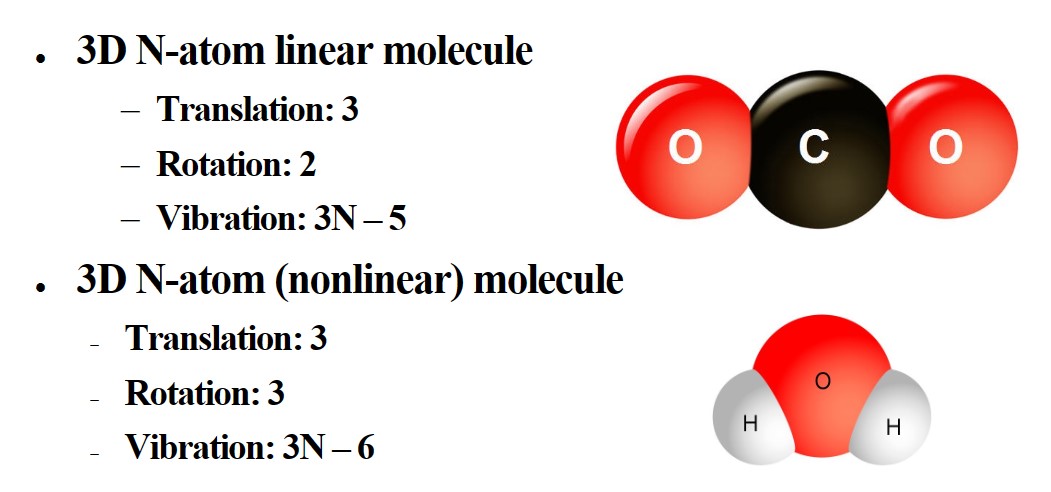 • 3D N-atom linear molecule
– Translation: 3
– Rotation: 2
– Vibration: 3N – 5
O C O
• 3D N-atom (nonlinear) molecule
- Translation: 3
- Rotation: 3
- Vibration: 3N – 6
O
H H